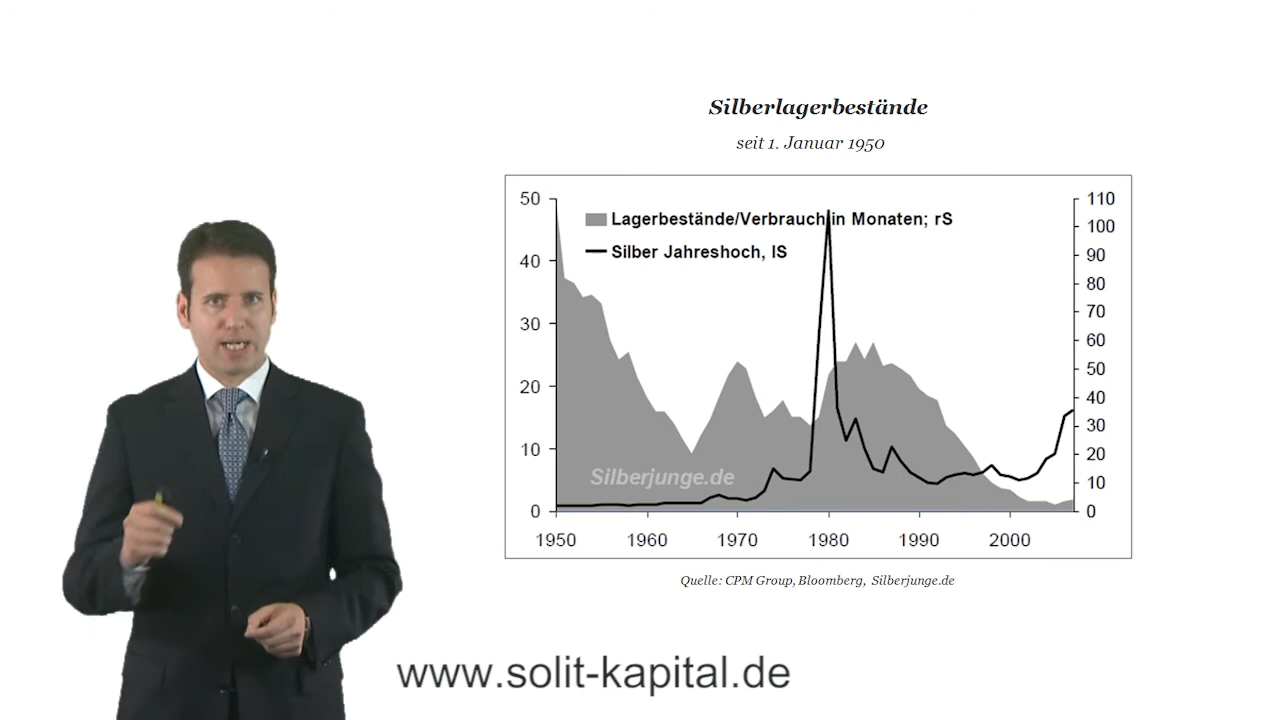 Silberlagerbestände
seit 1. Januar 1950
50
40
30
20
10
0
Lagerbestände/Verbrauch in Monaten; rS
Silber Jahreshoch, lS
Silberjunge.de
110
100
90
80
70
60
50
40
30
20
10
0
1950 1960 1970 1980 1990 2000
Quelle: CPM Group, Bloomberg, Silberjunge.de
www.solit-kapital.de